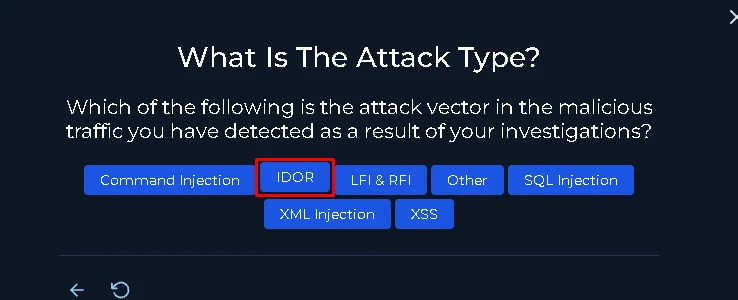 What Is The Attack Type?
Which of the following is the attack vector in the malicious
traffic you have detected as a result of your investigations?
Command Injection IDOR LFI & RFI Other SQL Injection
XML Injection XSS